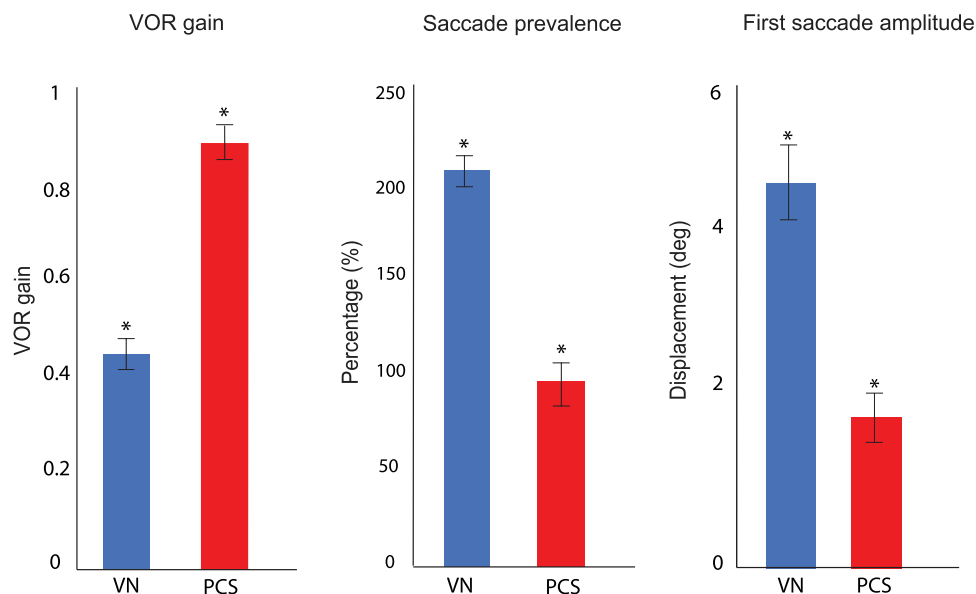 VOR gain
VOR gain
1
0.8
0.6
0.4
0.2
0
*
*
VN
PCS
Saccade prevalence
Percentage (%)
250
200
150
100
50
0
*
*
VN
PCS
First saccade amplitude
Displacement (deg)
6
4
2
0
*
*
VN
PCS